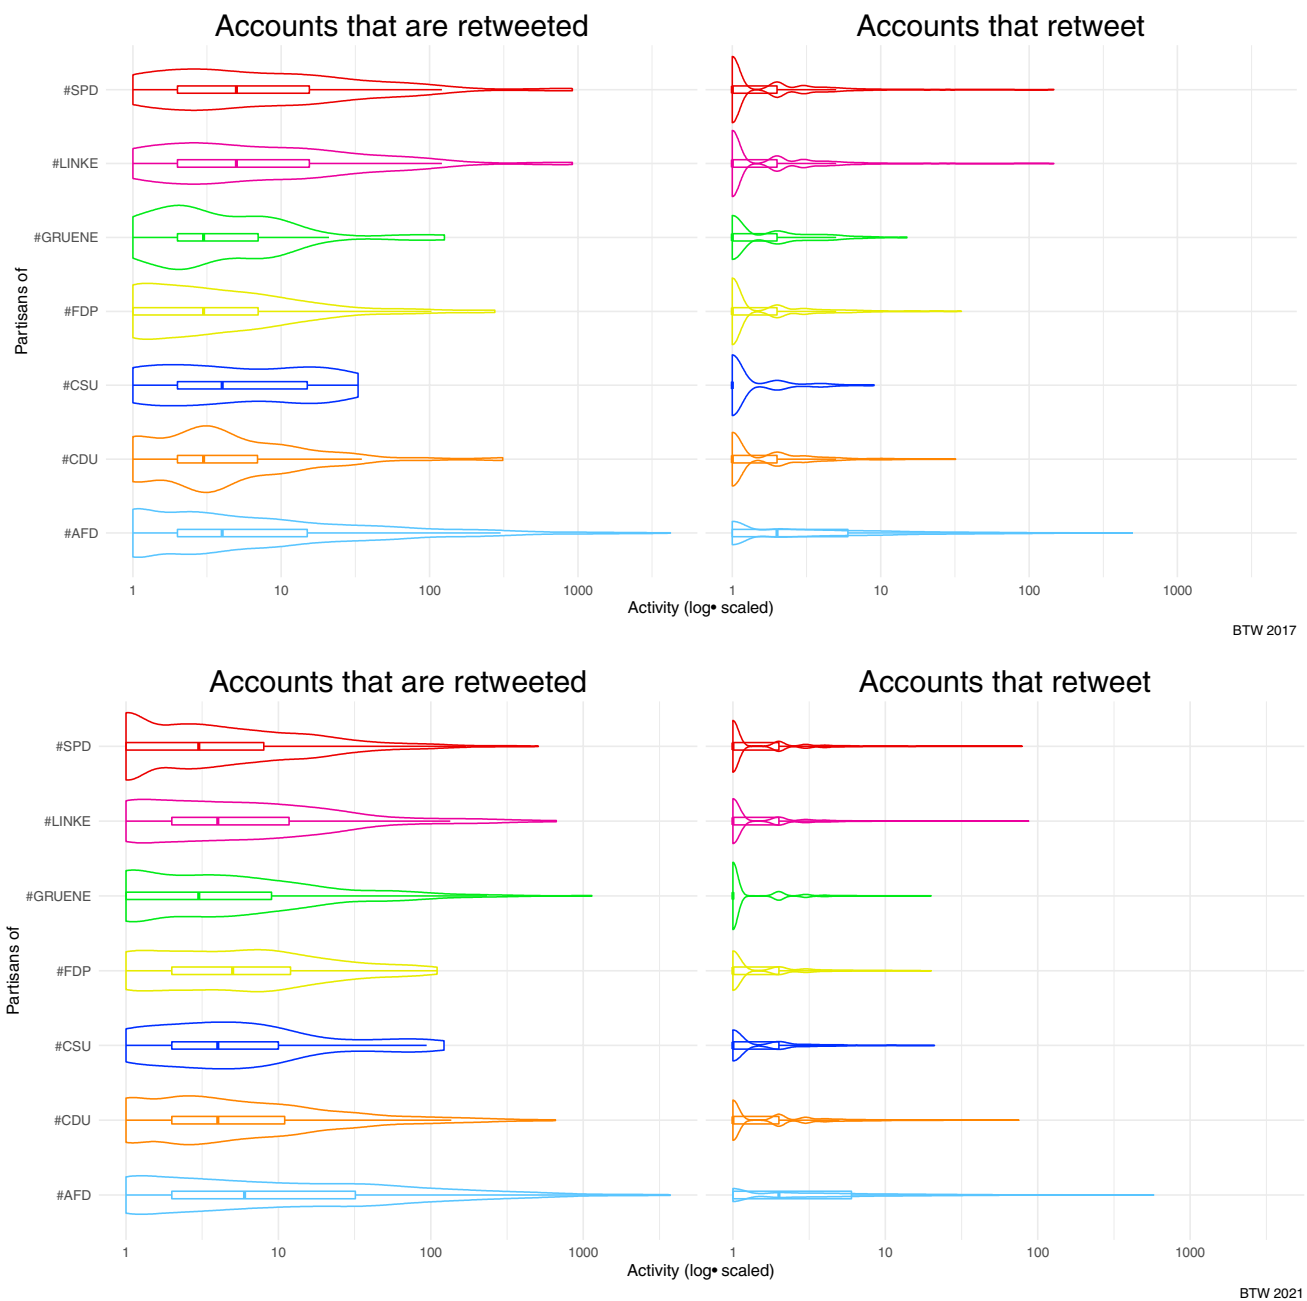 Accounts that are retweeted
Accounts that retweet
Partisans of
#SPD
#LINKE
#GRUENE
#FDP
#CSU
#CDU
#AFD
1 10 100 1000
1 10 100 1000
Activity (log• scaled)
BTW 2017
Accounts that are retweeted
Accounts that retweet
Partisans of
#SPD
#LINKE
#GRUENE
#FDP
#CSU
#CDU
#AFD
1 10 100 1000
1 10 100 1000
Activity (log• scaled)
BTW 2021